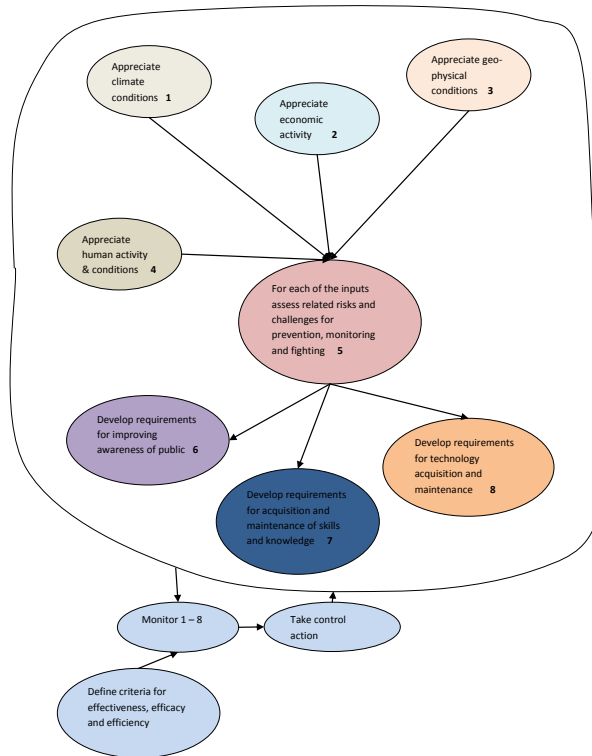 Appreciate
climate
conditions 1
Appreciate
economic
activity 2
Appreciate geo-
physical
conditions 3
Appreciate
human activity
& conditions 4
For each of the inputs
assess related risks and
challenges for
prevention, monitoring
and fighting 5
Develop requirements
for improving
awareness of public 6
Develop requirements
for acquisition and
maintenance of skills
and knowledge 7
Develop requirements
for technology
acquisition and
maintenance 8
Monitor 1 – 8
Take control
action
Define criteria for
effectiveness, efficacy
and efficiency